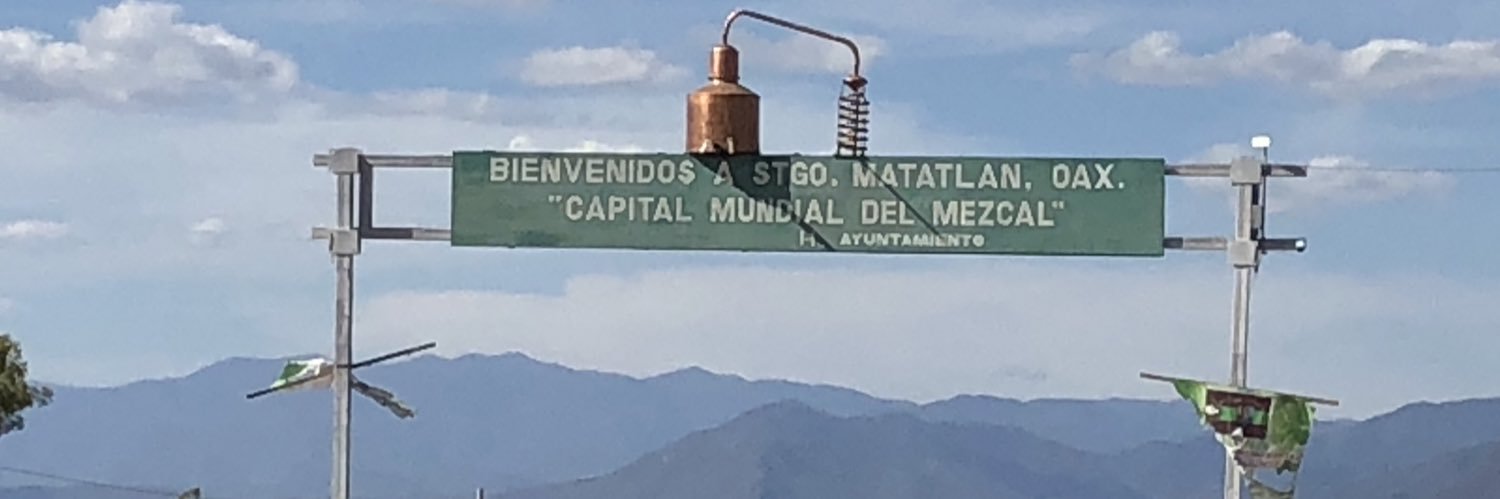 BIENVENIDOS A STGO. MATATLAN, OAX.
"CAPITAL MUNDIAL DEL MEZCAL"
H. AYUNTAMIENTO